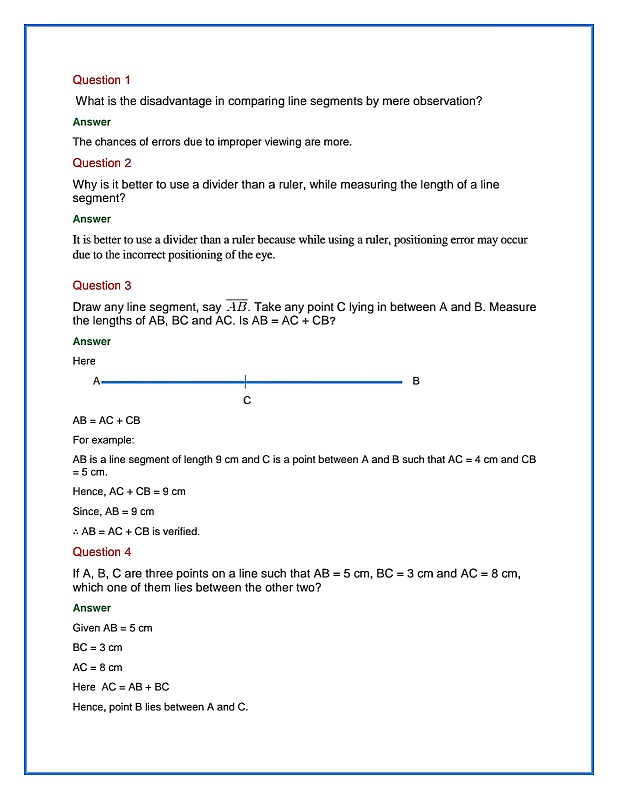 Question 1
What is the disadvantage in comparing line segments by mere observation?
Answer
The chances of errors due to improper viewing are more.
Question 2
Why is it better to use a divider than a ruler, while measuring the length of a line
segment?
Answer
It is better to use a divider than a ruler because while using a ruler, positioning error may occur
due to the incorrect positioning of the eye.
Question 3
Draw any line segment, say A̅B̅. Take any point C lying in between A and B. Measure
the lengths of AB, BC and AC. Is AB = AC + CB?
Answer
Here
A B
C
AB = AC + CB
For example:
AB is a line segment of length 9 cm and C is a point between A and B such that AC = 4 cm and CB
= 5 cm.
Hence, AC + CB = 9 cm
Since, AB = 9 cm
∴ AB = AC + CB is verified.
Question 4
If A, B, C are three points on a line such that AB = 5 cm, BC = 3 cm and AC = 8 cm,
which one of them lies between the other two?
Answer
Given AB = 5 cm
BC = 3 cm
AC = 8 cm
Here AC = AB + BC
Hence, point B lies between A and C.